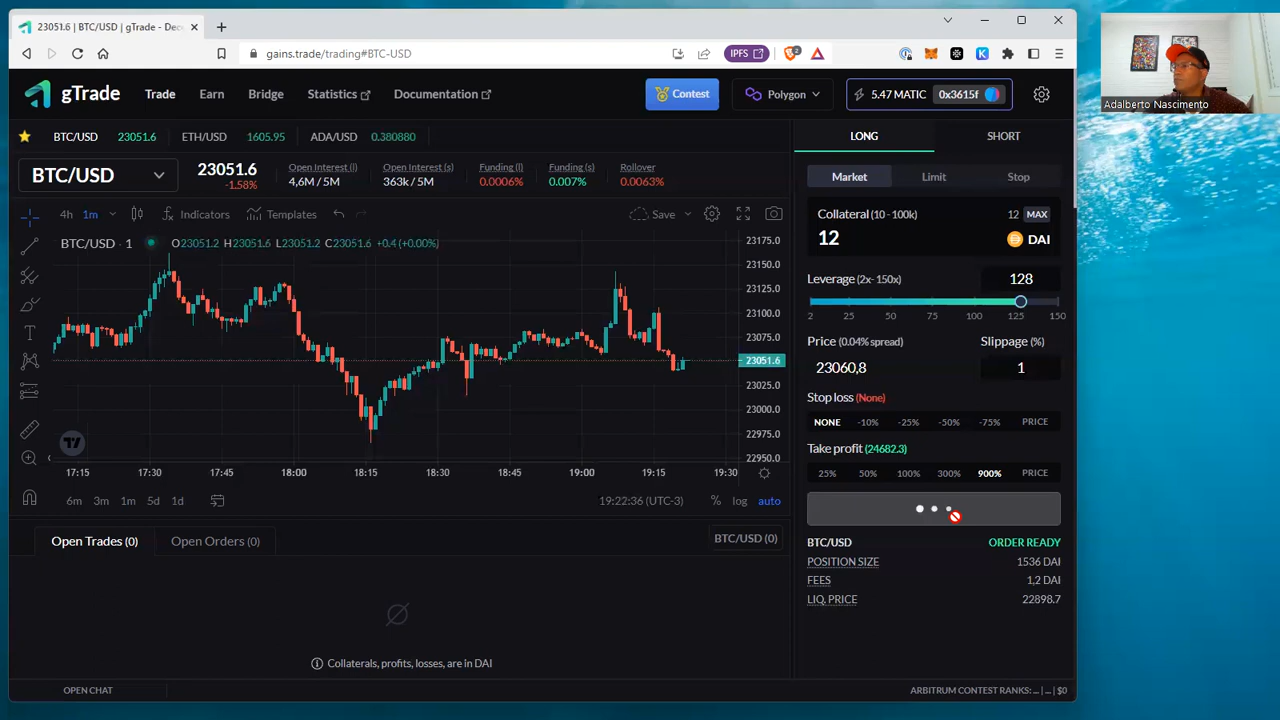 23051.6 | BTC/USD | gTrade - Dec
gains.trade/trading#BTC-USD
IPFS
2
gTrade
Trade
Earn
Bridge
Statistics
Documentation
Contest
Polygon
5.47 MATIC
0x3615f
Adalberto Nascimento
BTC/USD 23051.6
ETH/USD 1605.95
ADA/USD 0.380880
BTC/USD
23051.6
-1.58%
Open Interest (l)
4,6M / 5M
Open Interest (s)
363k / 5M
Funding (l)
0.0006%
Funding (s)
0.007%
Rollover
0.0063%
4h 1m
Indicators
Templates
Save
BTC/USD · 1
O23051.2 H23051.6 L23051.2 C23051.6 +0.4 (+0.00%)
23175.0
23150.0
23125.0
23100.0
23075.0
23051.6
23025.0
23000.0
22975.0
22950.0
17:15 17:30 17:45 18:00 18:15 18:30 18:45 19:00 19:15 19:30
6m 3m 1m 5d 1d
19:22:36 (UTC-3)
% log auto
Open Trades (0)
Open Orders (0)
BTC/USD (0)
Collaterals, profits, losses, are in DAI
OPEN CHAT
LONG
SHORT
Market
Limit
Stop
Collateral (10 - 100k)
12 MAX
12
DAI
Leverage (2x- 150x)
128
2 25 50 75 100 125 150
Price (0.04% spread)
Slippage (%)
23060,8
1
Stop loss (None)
NONE -10% -25% -50% -75% PRICE
Take profit (24682.3)
25% 50% 100% 300% 900% PRICE
BTC/USD
ORDER READY
POSITION SIZE
1536 DAI
FEES
1,2 DAI
LIQ. PRICE
22898.7
ARBITRUM CONTEST RANKS: _ | _ | $0